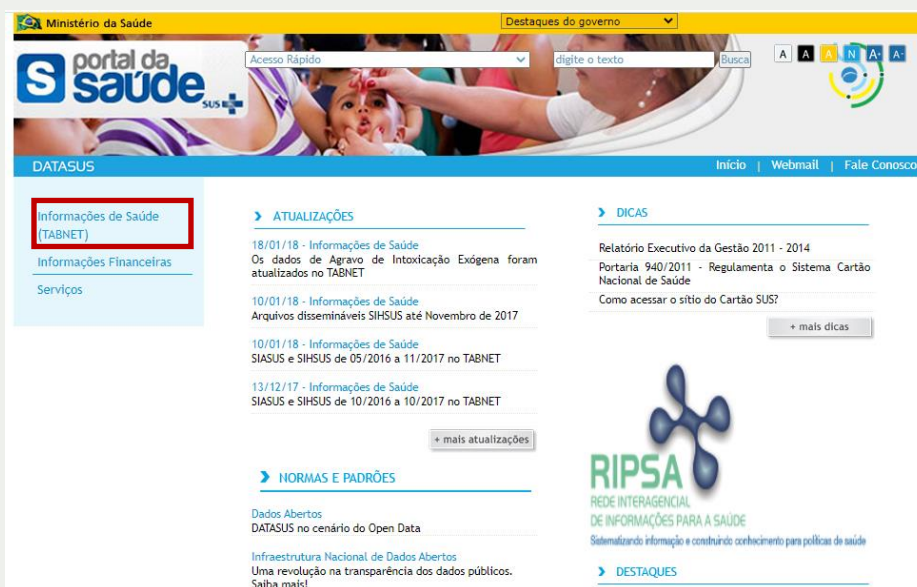 Ministério da Saúde
Destaques do governo
S portal da
saúde
SUS
Acesso Rápido
digite o texto
Busca
A A A N A+ A-
DATASUS
Início | Webmail | Fale Conosco
Informações de Saúde
(TABNET)
Informações Financeiras
Serviços
ATUALIZAÇÕES
18/01/18 - Informações de Saúde
Os dados de Agravo de Intoxicação Exógena foram
atualizados no TABNET
10/01/18 - Informações de Saúde
Arquivos dissemináveis SIHSUS até Novembro de 2017
10/01/18 - Informações de Saúde
SIASUS e SIHSUS de 05/2016 a 11/2017 no TABNET
13/12/17 - Informações de Saúde
SIASUS e SIHSUS de 10/2016 a 10/2017 no TABNET
+ mais atualizações
NORMAS E PADRÕES
Dados Abertos
DATASUS no cenário do Open Data
Infraestrutura Nacional de Dados Abertos
Uma revolução na transparência dos dados públicos.
Saiba mais!
DICAS
Relatório Executivo da Gestão 2011 - 2014
Portaria 940/2011 - Regulamenta o Sistema Cartão
Nacional de Saúde
Como acessar o sítio do Cartão SUS?
+ mais dicas
RIPSA
REDE INTERAGENCIAL
DE INFORMAÇÕES PARA A SAÚDE
Sistematizando informação e construindo conhecimento para políticas de saúde
DESTAQUES